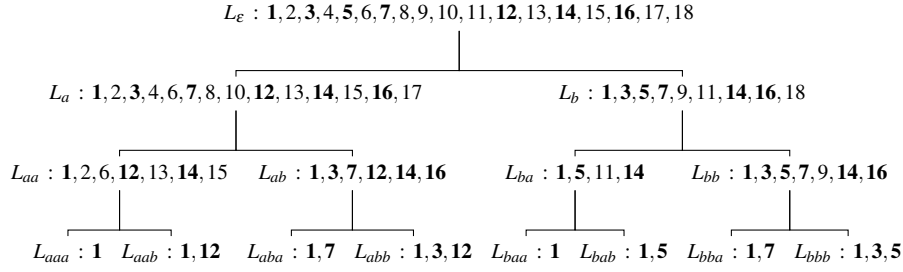 L_ε : 1,2,3,4,5,6,7,8,9,10,11,12,13,14,15,16,17,18
L_a : 1,2,3,4,6,7,8,10,12,13,14,15,16,17 L_b : 1,3,5,7,9,11,14,16,18
L_aa : 1,2,6,12,13,14,15 L_ab : 1,3,7,12,14,16 L_ba : 1,5,11,14 L_bb : 1,3,5,7,9,14,16
L_aaa : 1 L_aab : 1,12 L_aba : 1,7 L_abb : 1,3,12 L_baa : 1 L_bab : 1,5 L_bba : 1,7 L_bbb : 1,3,5